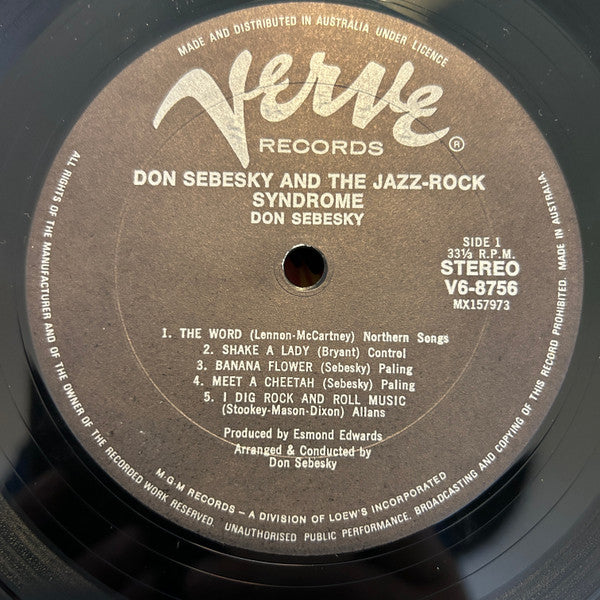 MADE AND DISTRIBUTED IN AUSTRALIA UNDER LICENCE
Verve
RECORDS ®
DON SEBESKY AND THE JAZZ-ROCK
SYNDROME
DON SEBESKY
SIDE 1
33⅓ R.P.M.
STEREO
V6-8756
MX157973
1. THE WORD (Lennon-McCartney) Northern Songs
2. SHAKE A LADY (Bryant) Control
3. BANANA FLOWER (Sebesky) Paling
4. MEET A CHEETAH (Sebesky) Paling
5. I DIG ROCK AND ROLL MUSIC
(Stookey-Mason-Dixon) Allans
Produced by Esmond Edwards
Arranged & Conducted by
Don Sebesky
M.G.M RECORDS – A DIVISION OF LOEW'S INCORPORATED
ALL RIGHTS OF THE MANUFACTURER AND OF THE OWNER OF THE RECORDED WORK RESERVED. UNAUTHORISED PUBLIC PERFORMANCE, BROADCASTING AND COPYING OF THIS RECORD PROHIBITED. MADE IN AUSTRALIA.